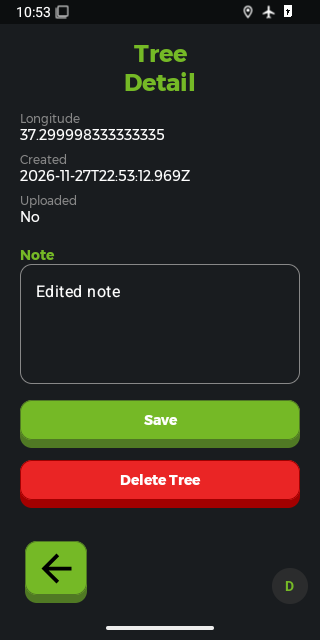 10:53
Tree
Detail
Longitude
37.299998333333335
Created
2026-11-27T22:53:12.969Z
Uploaded
No
Note
Edited note
Save
Delete Tree
D